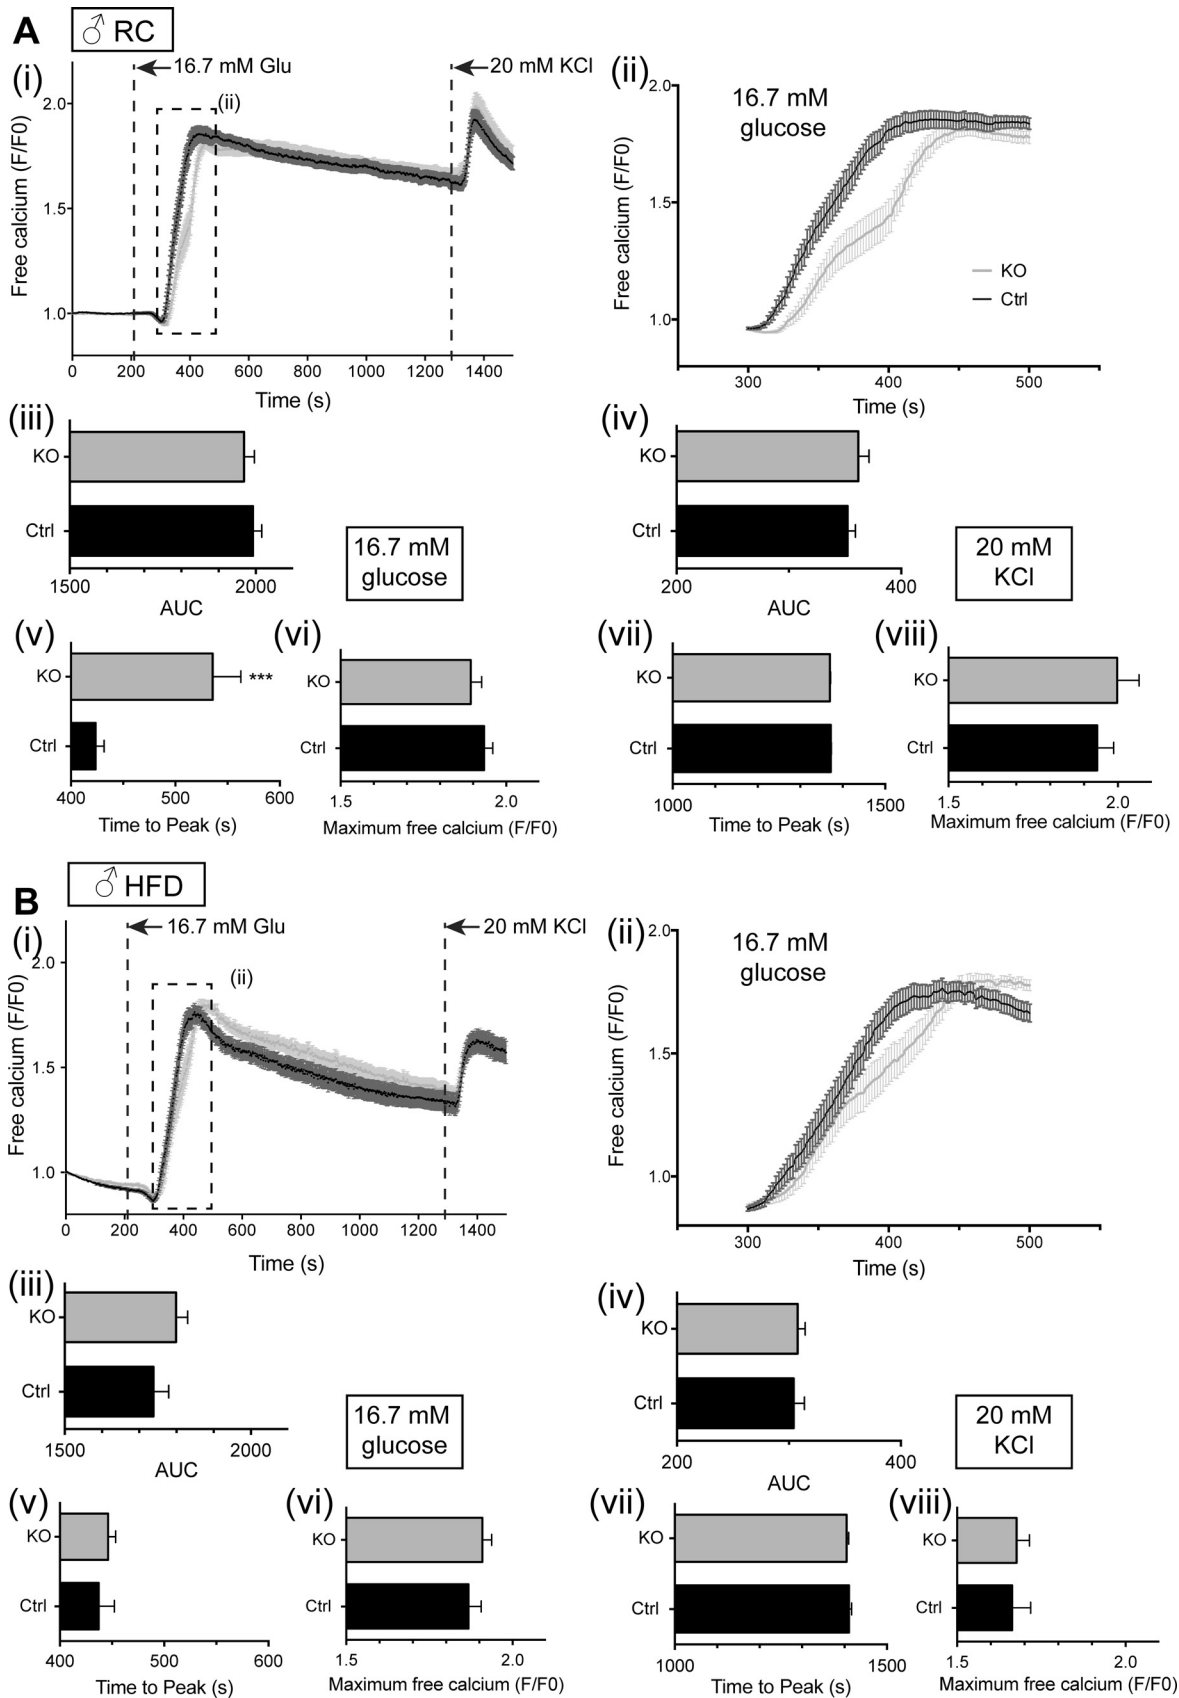 A
♂ RC
(i)
16.7 mM Glu
20 mM KCl
(ii)
Free calcium (F/F0)
2.0
1.5
1.0
0 200 400 600 800 1000 1200 1400
Time (s)
(ii)
16.7 mM
glucose
Free calcium (F/F0)
2.0
1.5
1.0
KO
Ctrl
300 400 500
Time (s)
(iii)
KO
Ctrl
1500 2000
AUC
16.7 mM
glucose
(iv)
KO
Ctrl
200 400
AUC
20 mM
KCl
(v)
KO
***
Ctrl
400 500 600
Time to Peak (s)
(vi)
KO
Ctrl
1.5 2.0
Maximum free calcium (F/F0)
(vii)
KO
Ctrl
1000 1500
Time to Peak (s)
(viii)
KO
Ctrl
1.5 2.0
Maximum free calcium (F/F0)
B
♂ HFD
(i)
16.7 mM Glu
20 mM KCl
(ii)
Free calcium (F/F0)
2.0
1.5
1.0
0 200 400 600 800 1000 1200 1400
Time (s)
(ii)
16.7 mM
glucose
Free calcium (F/F0)
2.0
1.5
1.0
300 400 500
Time (s)
(iii)
KO
Ctrl
1500 2000
AUC
16.7 mM
glucose
(iv)
KO
Ctrl
200 400
AUC
20 mM
KCl
(v)
KO
Ctrl
400 500 600
Time to Peak (s)
(vi)
KO
Ctrl
1.5 2.0
Maximum free calcium (F/F0)
(vii)
KO
Ctrl
1000 1500
Time to Peak (s)
(viii)
KO
Ctrl
1.5 2.0
Maximum free calcium (F/F0)